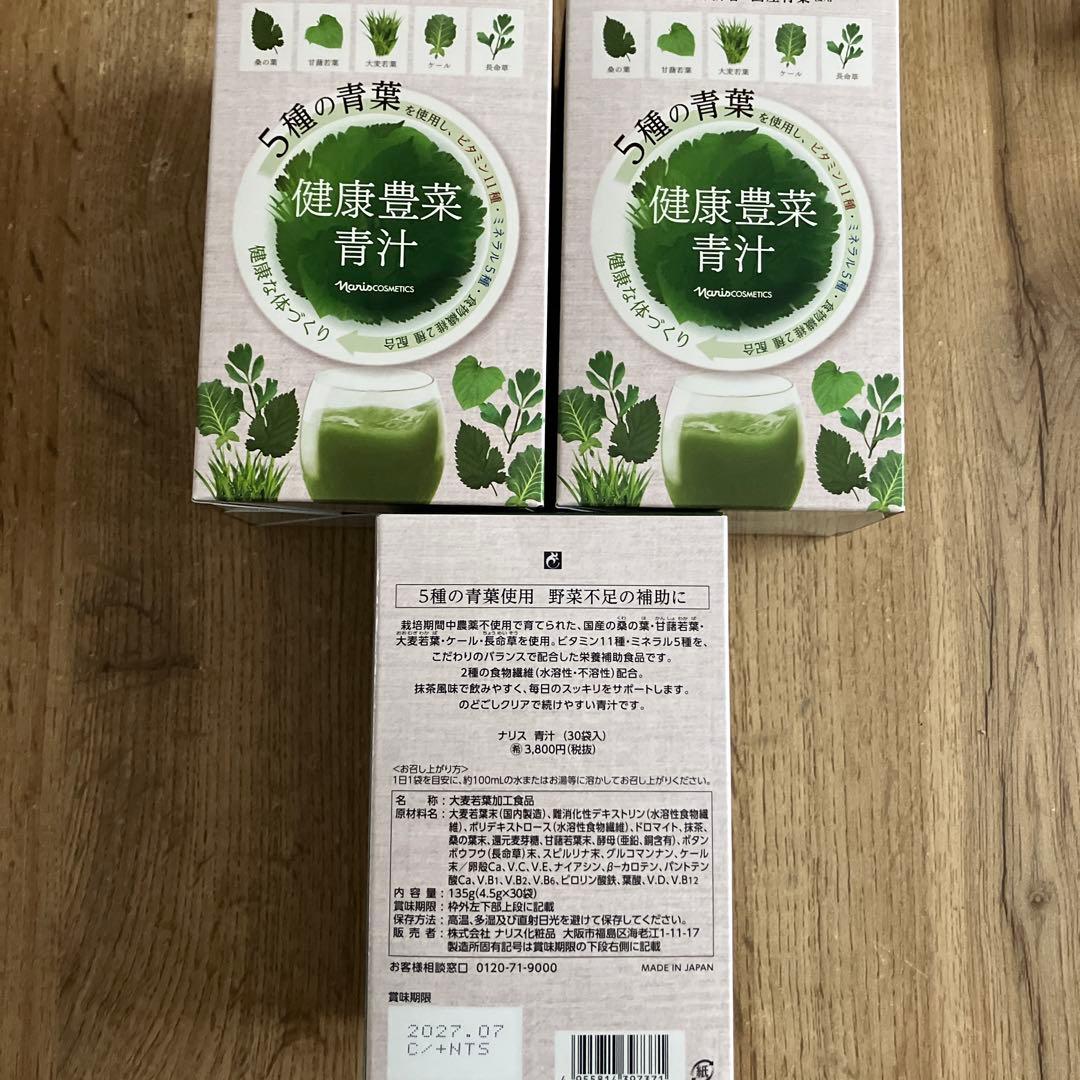 国産青葉
桑の葉
甘藷若葉
大麦若葉
ケール
長命草
5種の青葉を使用し、ビタミン11種・ミネラル5種・食物繊維2種 配合
健康豊菜
青汁
naris COSMETICS
健康な体づくり
桑の葉
甘藷若葉
大麦若葉
ケール
長命草
5種の青葉を使用し、ビタミン11種・ミネラル5種・食物繊維2種 配合
健康豊菜
青汁
naris COSMETICS
健康な体づくり
5種の青葉使用 野菜不足の補助に
栽培期間中農薬不使用で育てられた、国産の桑の葉・甘藷若葉・
大麦若葉・ケール・長命草を使用。ビタミン11種・ミネラル5種を、
こだわりのバランスで配合した栄養補助食品です。
2種の食物繊維(水溶性・不溶性)配合。
抹茶風味で飲みやすく、毎日のスッキリをサポートします。
のどごしクリアで続けやすい青汁です。
ナリス 青汁 (30袋入)
㊒ 3,800円(税抜)
<お召し上がり方>
1日1袋を目安に、約100mLの水またはお湯等に溶かしてお召し上がりください。
名 称:大麦若葉加工食品
原材料名:大麦若葉末(国内製造)、難消化性デキストリン(水溶性食物繊
維)、ポリデキストロース(水溶性食物繊維)、ドロマイト、抹茶、
桑の葉末、還元麦芽糖、甘藷若葉末、酵母(亜鉛、銅含有)、ボタン
ボウフウ(長命草)末、スピルリナ末、グルコマンナン、ケール
末/卵殻Ca、V.C、V.E、ナイアシン、β-カロテン、パントテン
酸Ca、V.B1、V.B2、V.B6、ピロリン酸鉄、葉酸、V.D、V.B12
内 容 量:135g(4.5g×30袋)
賞味期限:枠外左下部上段に記載
保存方法:高温、多湿及び直射日光を避けて保存してください。
販 売 者:株式会社 ナリス化粧品 大阪市福島区海老江1-11-17
製造所固有記号は賞味期限の下段右側に記載
お客様相談窓口 0120-71-9000 MADE IN JAPAN
賞味期限
2027.07
C/+NTS
4 955814 397371
紙